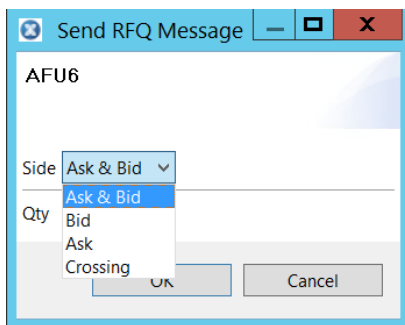 Send RFQ Message
AFU6
Side Ask & Bid
Ask & Bid
Qty
Bid
Ask
Crossing
OK Cancel